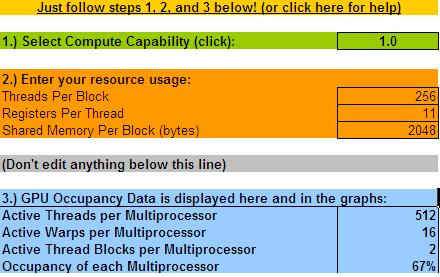 Just follow steps 1, 2, and 3 below! (or click here for help)
1.) Select Compute Capability (click): 1.0
2.) Enter your resource usage:
Threads Per Block 256
Registers Per Thread 11
Shared Memory Per Block (bytes) 2048
(Don't edit anything below this line)
3.) GPU Occupancy Data is displayed here and in the graphs:
Active Threads per Multiprocessor 512
Active Warps per Multiprocessor 16
Active Thread Blocks per Multiprocessor 2
Occupancy of each Multiprocessor 67%